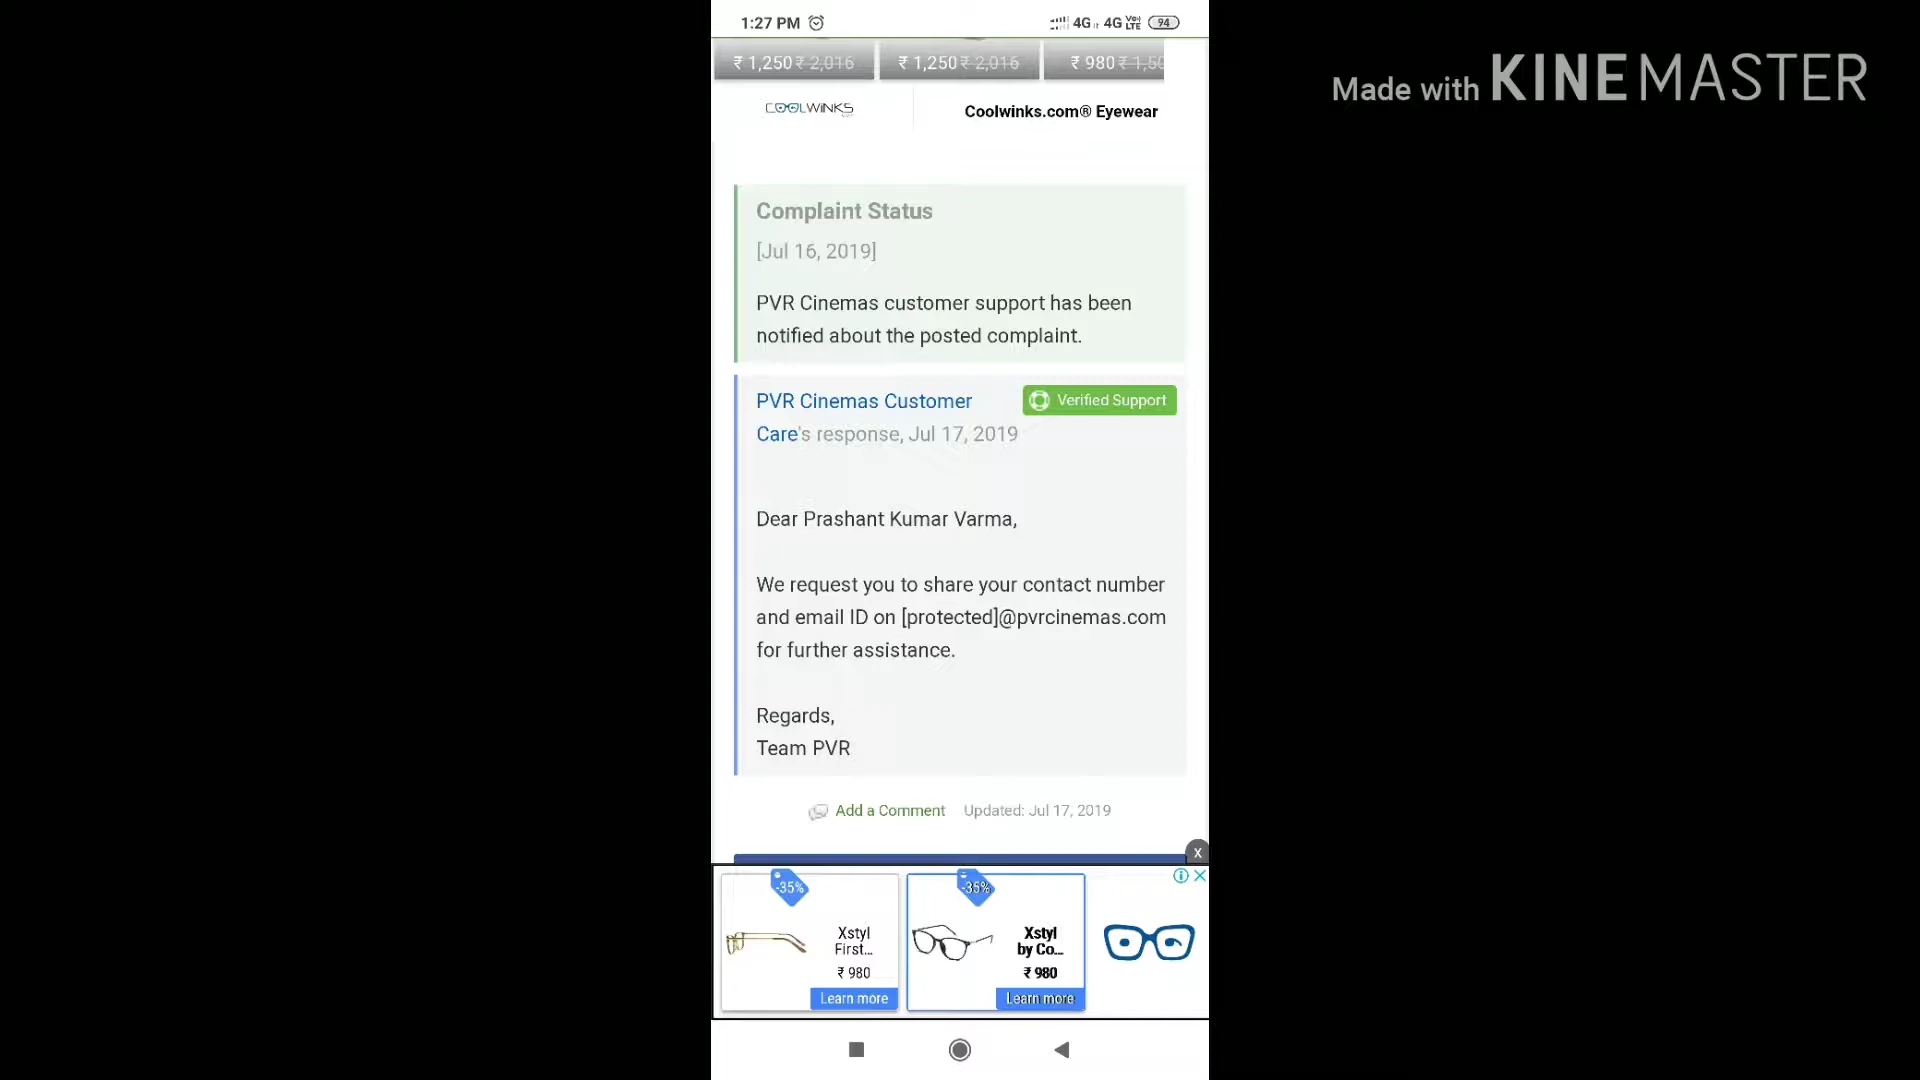 1:27 PM
4G 4G Vo) LTE 94
Made with KINEMASTER
₹ 1,250 ₹ 2,016 ₹ 1,250 ₹ 2,016 ₹ 980 ₹ 1,50
COOLWINKS
Coolwinks.com® Eyewear
Complaint Status
[Jul 16, 2019]
PVR Cinemas customer support has been
notified about the posted complaint.
PVR Cinemas Customer
Verified Support
Care's response, Jul 17, 2019
Dear Prashant Kumar Varma,
We request you to share your contact number
and email ID on [protected]@pvrcinemas.com
for further assistance.
Regards,
Team PVR
Add a Comment Updated: Jul 17, 2019
x
-35%
Xstyl
First...
₹ 980
Learn more
-35%
Xstyl
by Co...
₹ 980
Learn more